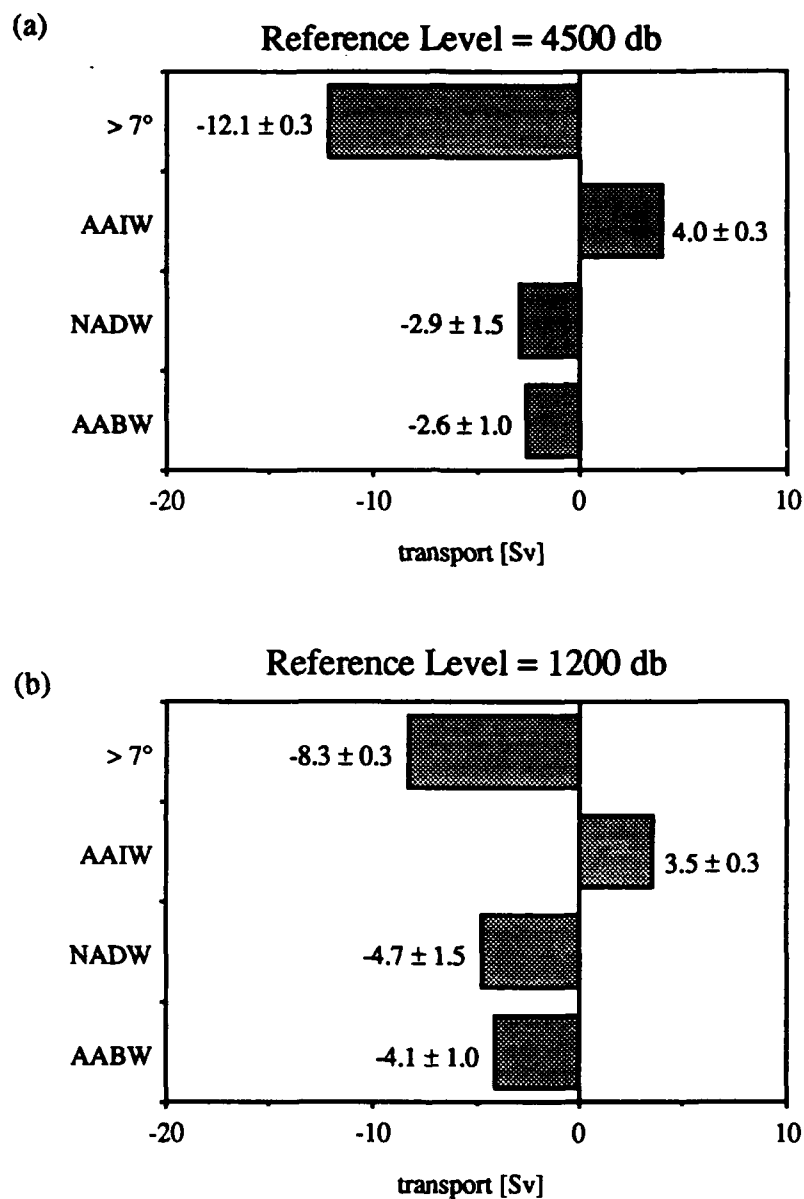 (a)
Reference Level = 4500 db
> 7°
-12.1 ± 0.3
AAIW
4.0 ± 0.3
NADW
-2.9 ± 1.5
AABW
-2.6 ± 1.0
-20 -10 0 10
transport [Sv]
(b)
Reference Level = 1200 db
> 7°
-8.3 ± 0.3
AAIW
3.5 ± 0.3
NADW
-4.7 ± 1.5
AABW
-4.1 ± 1.0
-20 -10 0 10
transport [Sv]